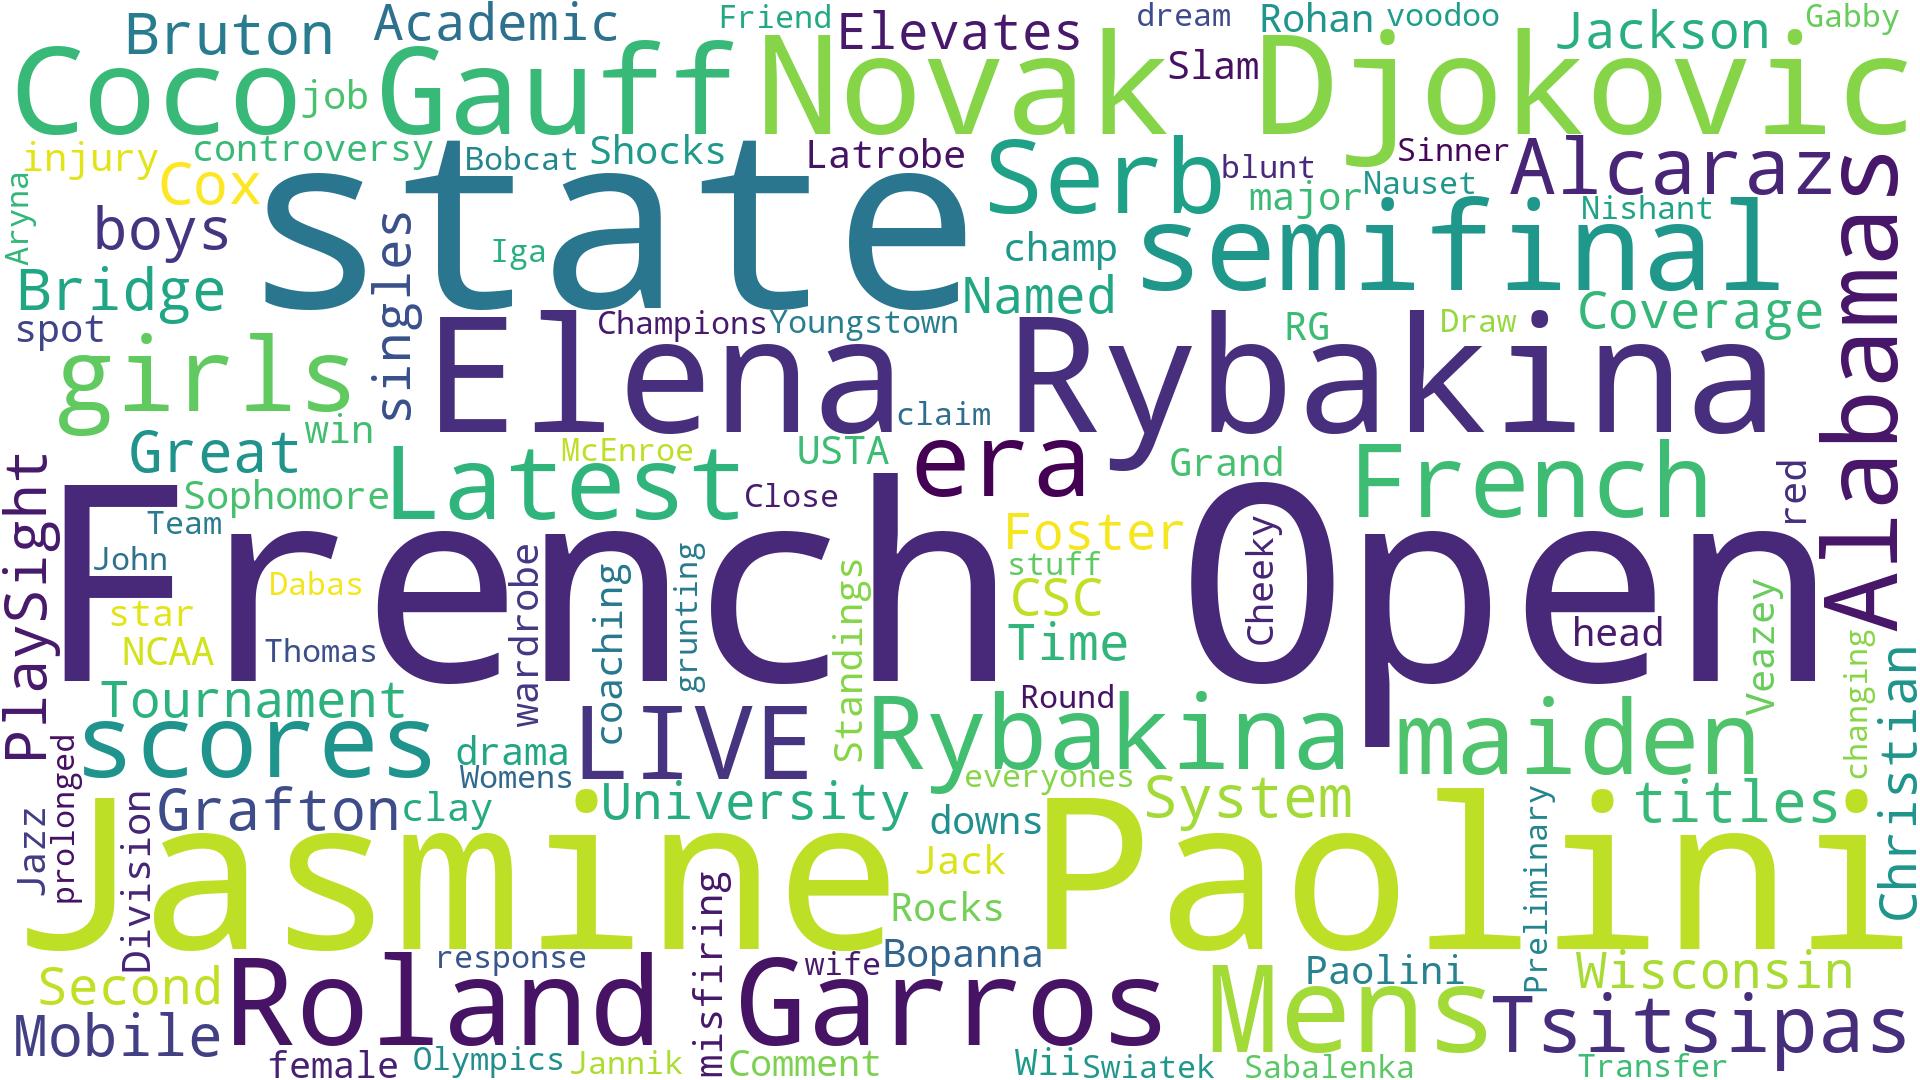 Bruton
Academic
Friend
Elevates
dream
Rohan
voodoo
Jackson
Gabby
Coco Gauff
job
Novak Djokovic
Slam
injury
controversy
Cox
Bobcat
Shocks
Latrobe
Serb
blunt
Sinner
Alcaraz
major
Nauset
Nishant
Aryna
boys
state
Iga
singles
champ
semifinal
Alabamas
Bridge
Named
Coverage
spot
Champions
Youngstown
RG
Draw
girls
Elena Rybakina
claim
win
Great
McEnroe
USTA
era
Grand
French
Latest
Sophomore
Close
red
PlaySight
Team
John
French Open
Foster
Cheeky
stuff
Dabas
CSC
star
wardrobe
coaching
grunting
Standings
Time
head
Veazey
NCAA
Thomas
changing
Christian
Tournament
Round
scores
LIVE
Rybakina
maiden
drama
Womens
everyones
prolonged
Jazz
Division
Grafton
clay
University
downs
System
titles
Preliminary
Jasmine Paolini
Jack
Rocks
misfiring
response
wife
Bopanna
Paolini
Wisconsin
Second
Roland Garros
Mens
Tsitsipas
Mobile
female
Olympics
Jannik
Comment
Wii
Swiatek
Sabalenka
Transfer